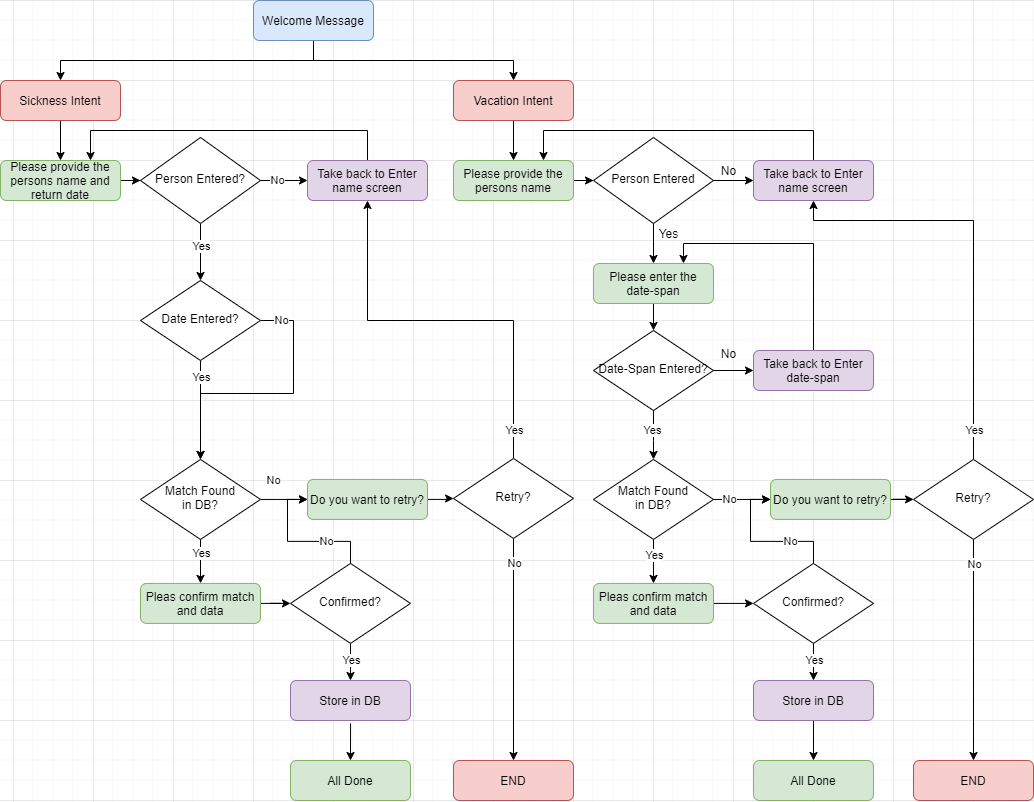 Welcome Message
Sickness Intent
Vacation Intent
Please provide the
persons name and
return date
Person Entered?
No
Take back to Enter
name screen
Please provide the
persons name
Person Entered
No
Take back to Enter
name screen
Yes
Yes
Please enter the
date-span
Date Entered?
No
Yes
Date-Span Entered?
No
Take back to Enter
date-span
Yes
Yes
Yes
Yes
Match Found
in DB?
No
Do you want to retry?
Retry?
Match Found
in DB?
No
Do you want to retry?
Retry?
No
No
Yes
Yes
No
No
Pleas confirm match
and data
Confirmed?
Pleas confirm match
and data
Confirmed?
Yes
Yes
Store in DB
Store in DB
All Done
END
All Done
END